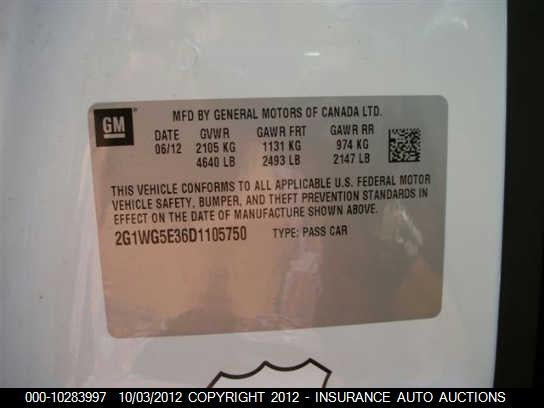 GM
MFD BY GENERAL MOTORS OF CANADA LTD.
DATE GVWR GAWR FRT GAWR RR
06/12 2105 KG 1131 KG 974 KG
4640 LB 2493 LB 2147 LB
THIS VEHICLE CONFORMS TO ALL APPLICABLE U.S. FEDERAL MOTOR
VEHICLE SAFETY, BUMPER, AND THEFT PREVENTION STANDARDS IN
EFFECT ON THE DATE OF MANUFACTURE SHOWN ABOVE.
2G1WG5E36D1105750 TYPE: PASS CAR
000-10283997 10/03/2012 COPYRIGHT 2012 - INSURANCE AUTO AUCTIONS